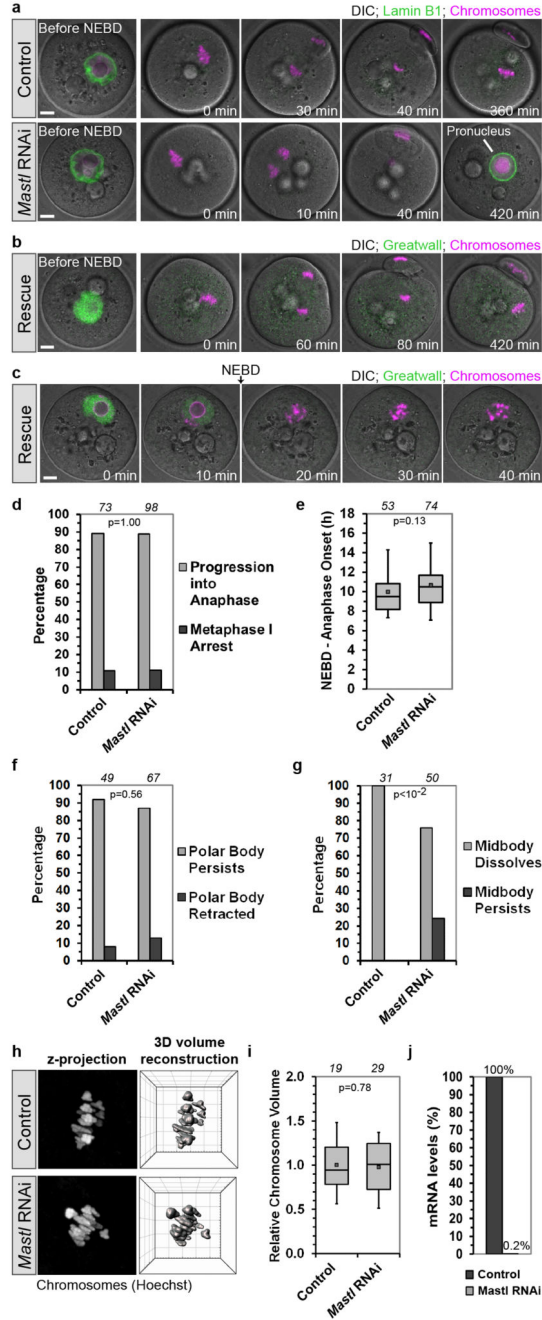 a
DIC; Lamin B1; Chromosomes
Control
Before NEBD
0 min
30 min
40 min
360 min
Mastl RNAi
Before NEBD
Pronucleus
0 min
10 min
40 min
420 min
b
DIC; Greatwall; Chromosomes
Rescue
Before NEBD
0 min
60 min
80 min
420 min
c
NEBD
DIC; Greatwall; Chromosomes
Rescue
0 min
10 min
20 min
30 min
40 min
d
73 98
p=1.00
100
90
80
70
60
50
40
30
20
10
0
Percentage
Control
Mastl RNAi
Progression
into
Anaphase
Metaphase I
Arrest
e
53 74
p=0.13
18
16
14
12
10
8
6
4
2
0
NEBD - Anaphase Onset (h)
Control
Mastl RNAi
f
49 67
p=0.56
100
90
80
70
60
50
40
30
20
10
0
Percentage
Control
Mastl RNAi
Polar Body
Persists
Polar Body
Retracted
g
31 50
p<10-2
100
90
80
70
60
50
40
30
20
10
0
Percentage
Control
Mastl RNAi
Midbody
Dissolves
Midbody
Persists
h
z-projection
3D volume
reconstruction
Control
Mastl RNAi
Chromosomes (Hoechst)
i
19 29
p=0.78
2.0
1.5
1.0
0.5
0.0
Relative Chromosome Volume
Control
Mastl RNAi
j
100%
100
90
80
70
60
50
40
30
20
10
0
mRNA levels (%)
0.2%
Control
Mastl RNAi